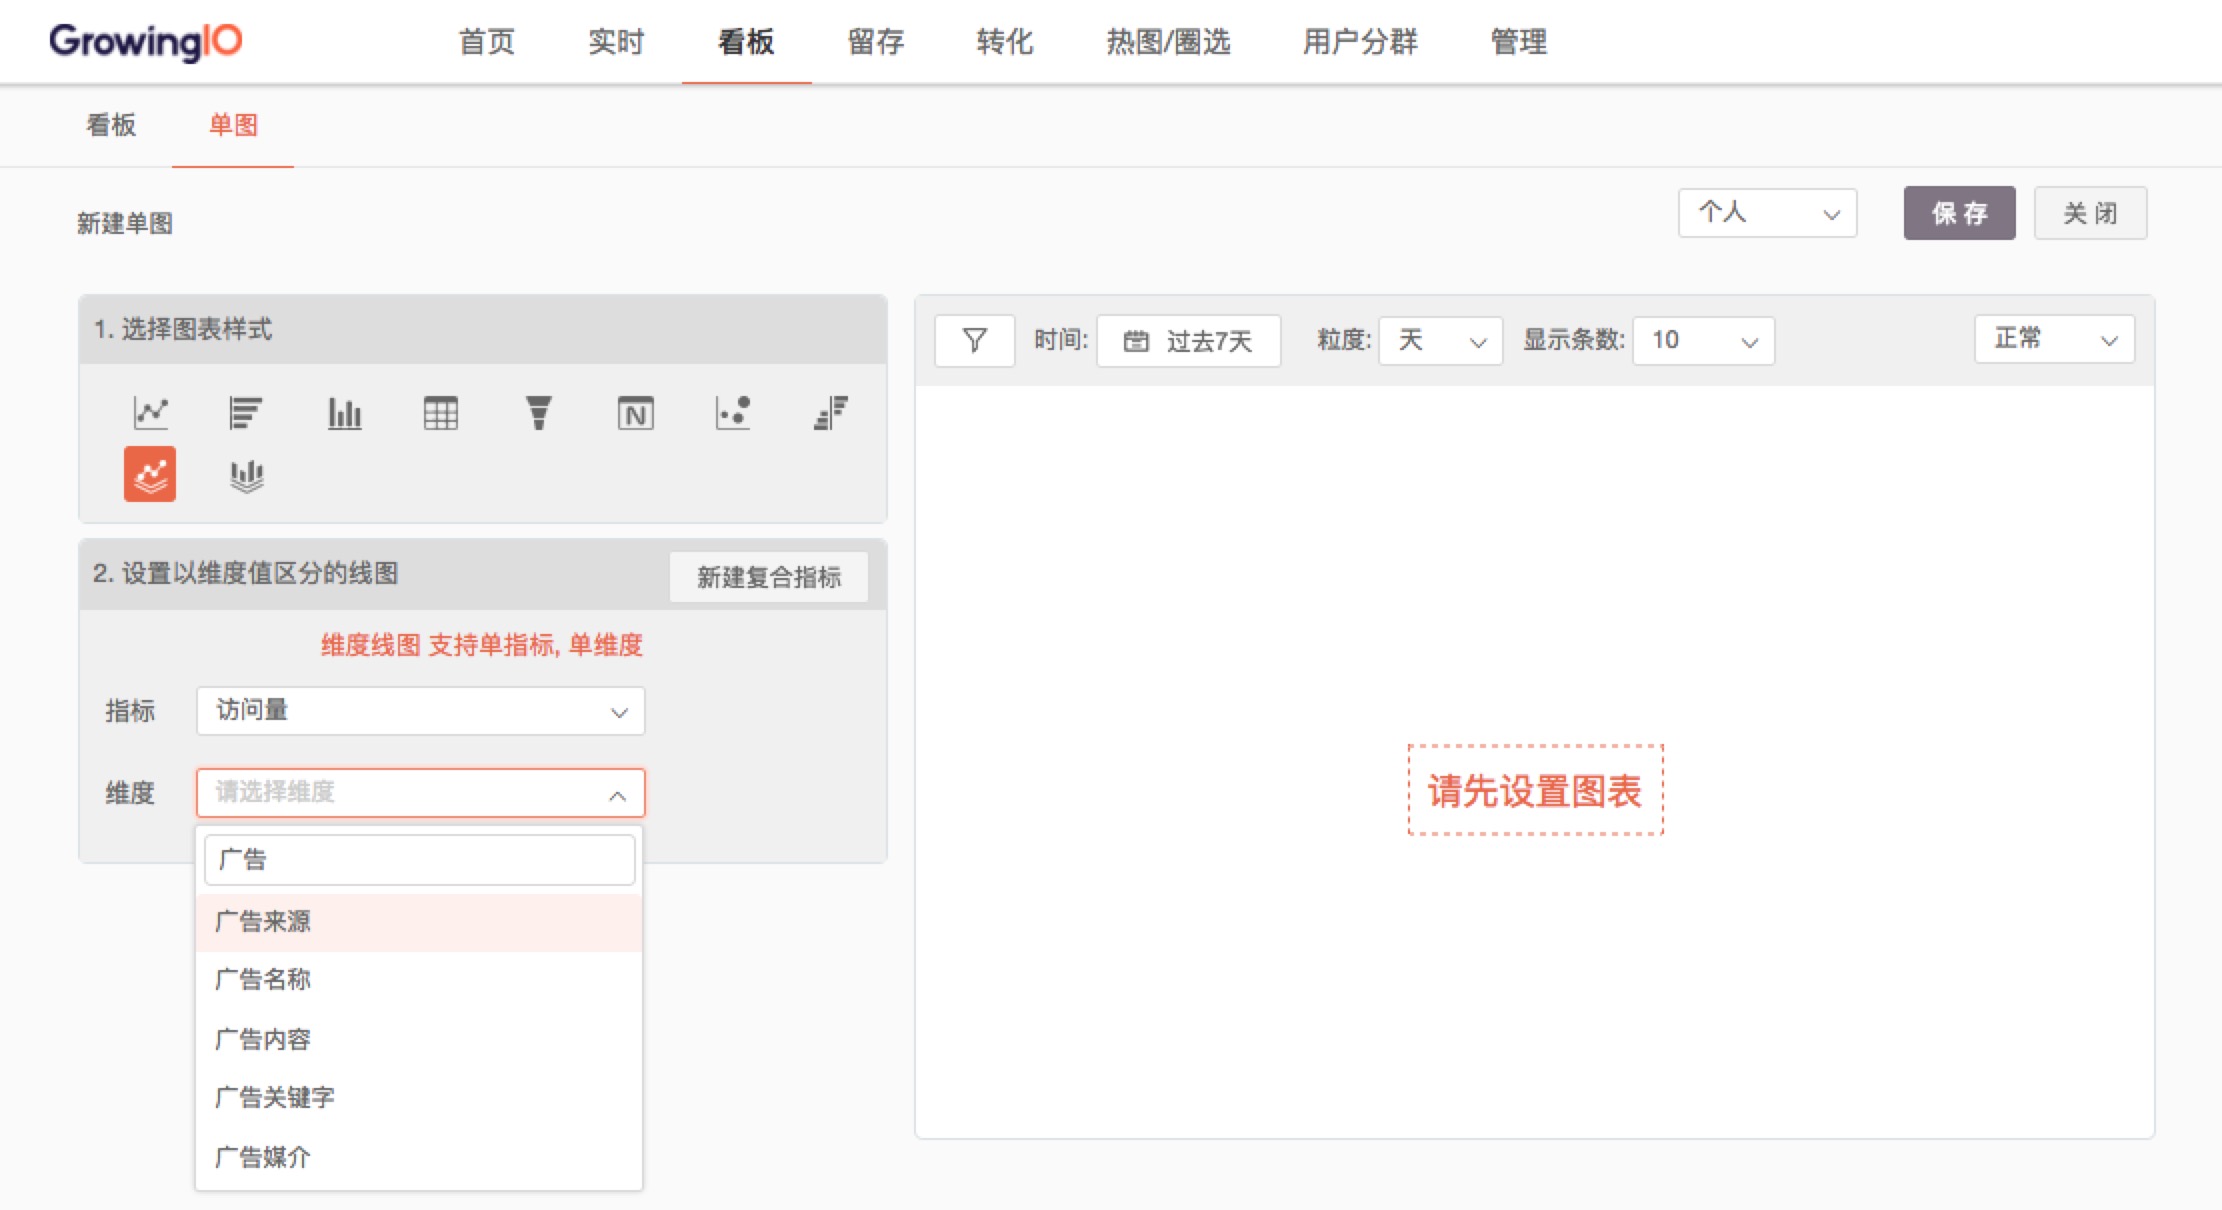 GrowingIO 首页 实时 看板 留存 转化 热图/圈选 用户分群 管理
看板 单图
新建单图 个人 保存 关闭
1. 选择图表样式
时间: 过去7天 粒度: 天 显示条数: 10 正常
N
2. 设置以维度值区分的线图 新建复合指标
维度线图 支持单指标, 单维度
指标 访问量
维度 请选择维度
广告
广告来源
广告名称
广告内容
广告关键字
广告媒介
请先设置图表